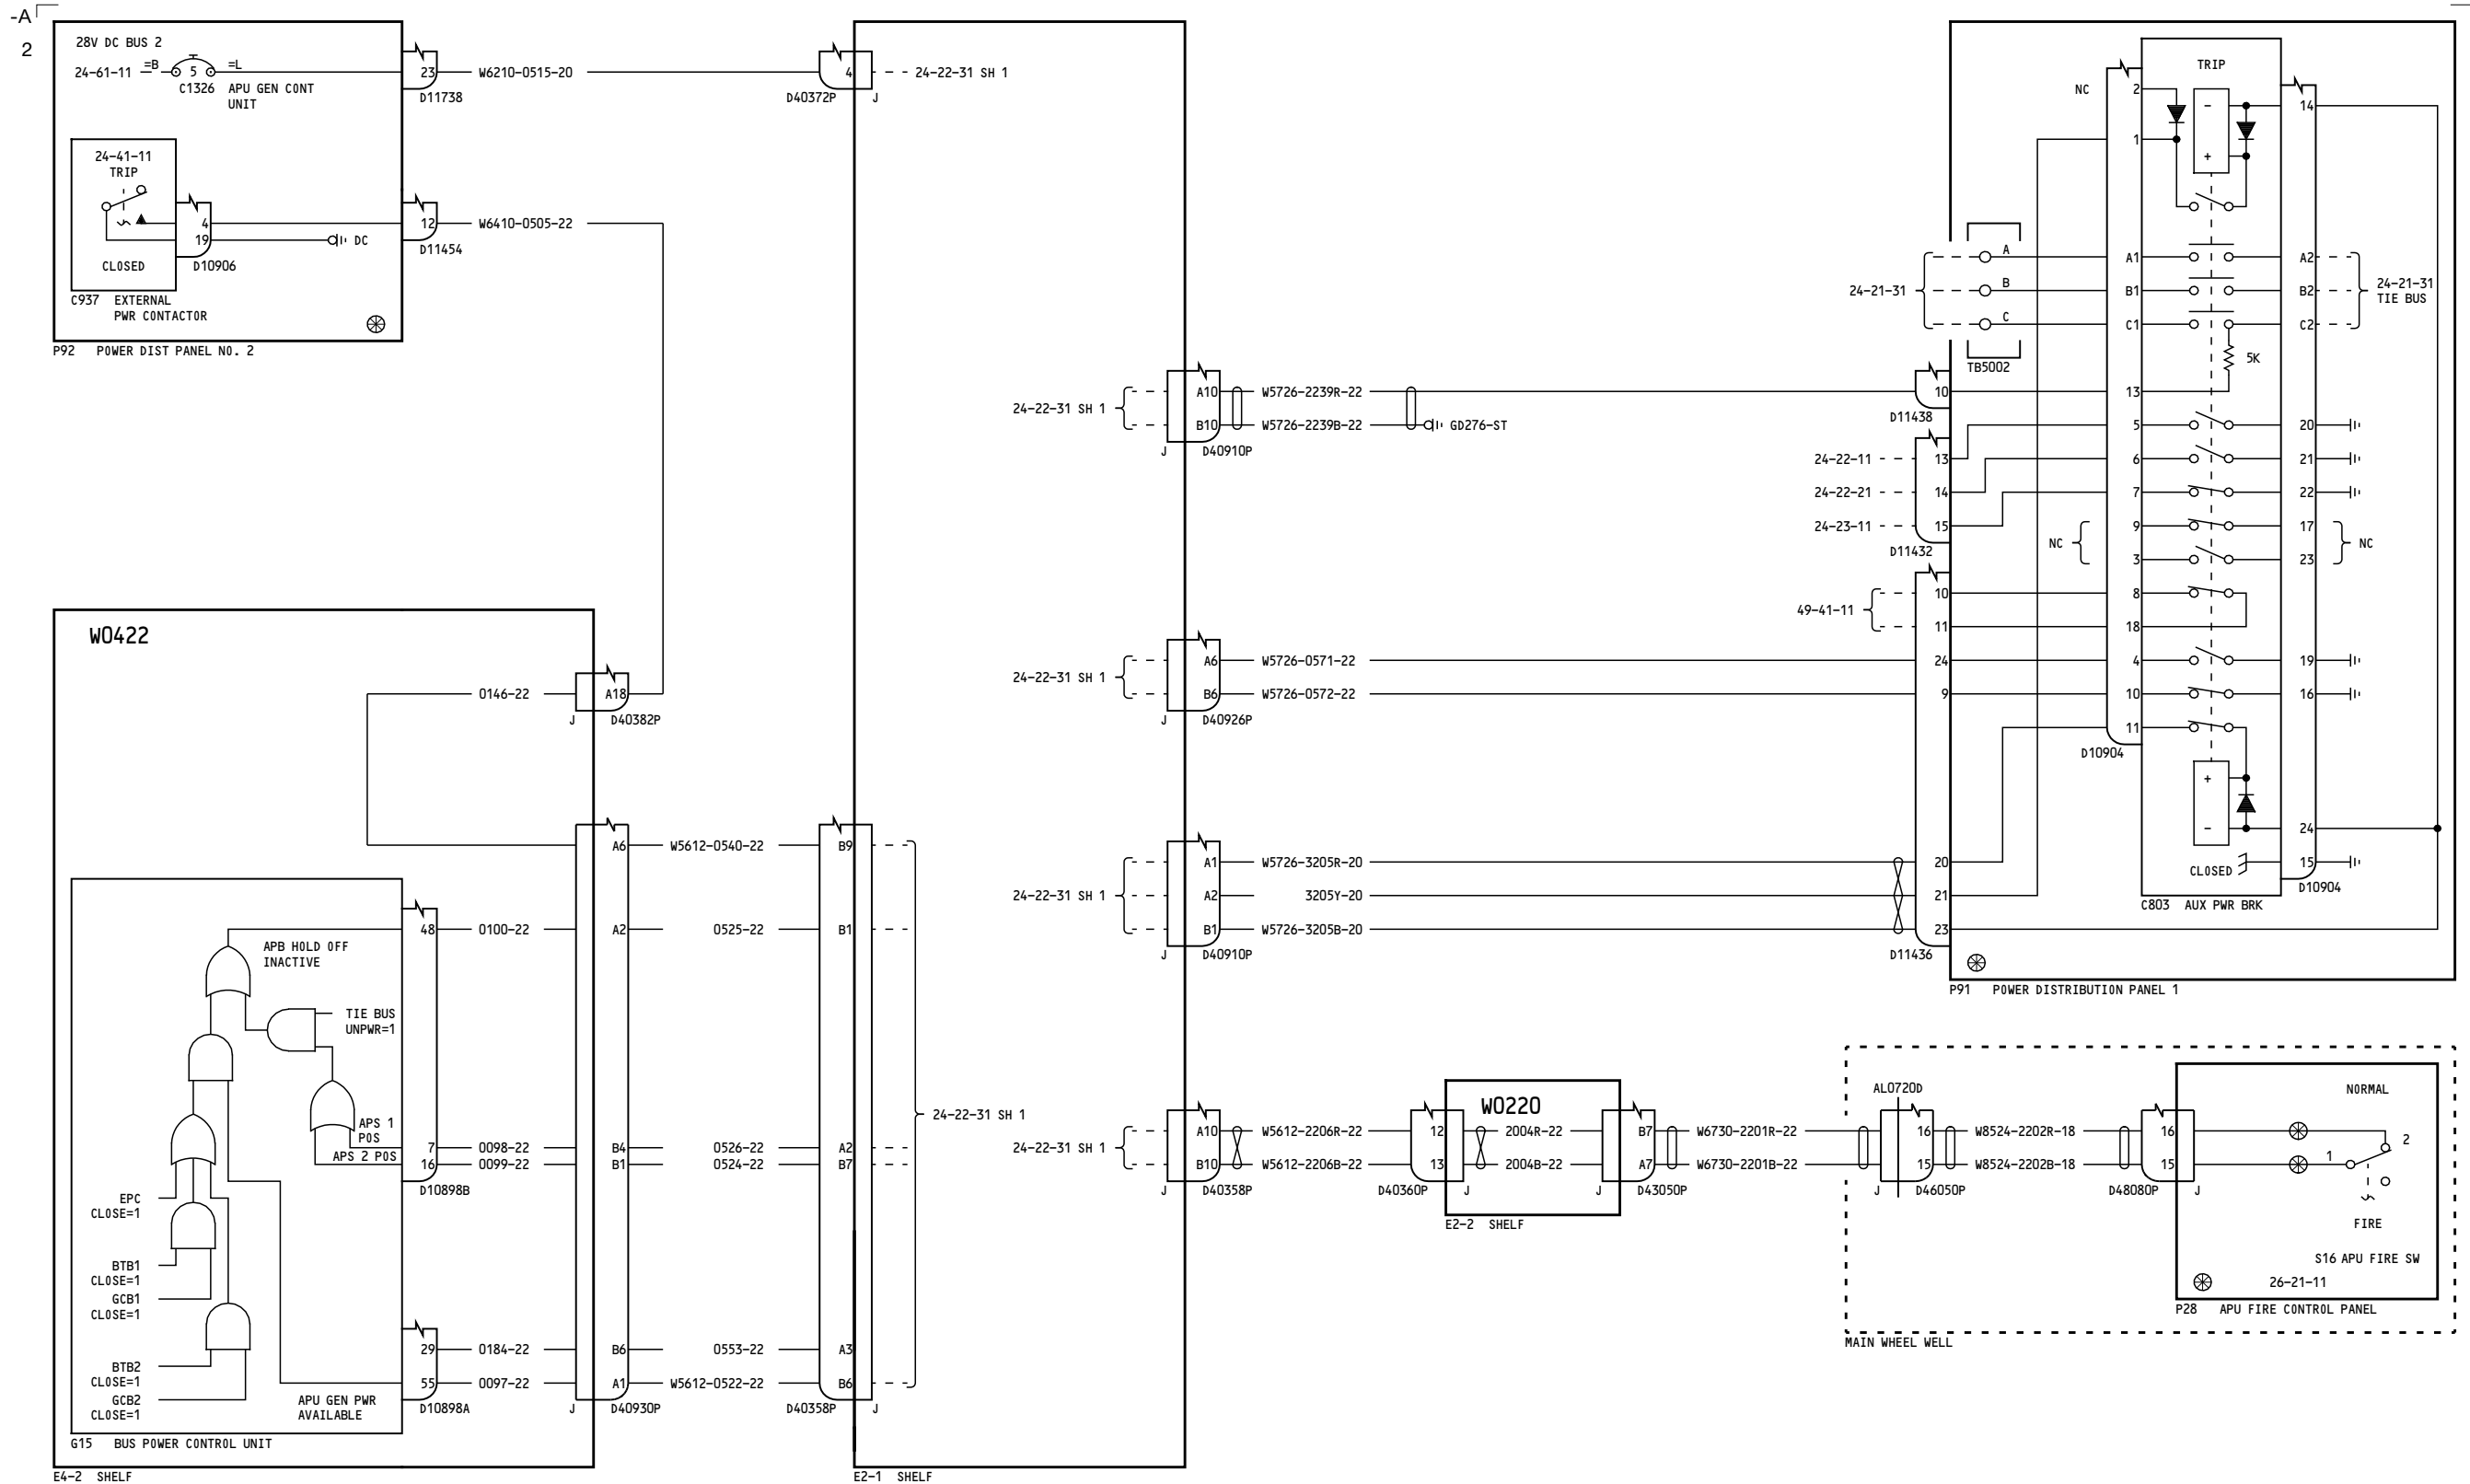 -A
2
28V DC BUS 2
24-61-11 =B 5 =L
C1326 APU GEN CONT
UNIT
23 W6210-0515-20
D11738
24-41-11
TRIP
4
19 DC
CLOSED D10906
12 W6410-0505-22
D11454
C937 EXTERNAL
PWR CONTACTOR
P92 POWER DIST PANEL NO. 2
4 24-22-31 SH 1
D40372P J
W0422
0146-22 A18
J D40382P
A6 W5612-0540-22 B9
48 0100-22 A2 0525-22 B1
APB HOLD OFF
INACTIVE
TIE BUS
UNPWR=1
APS 1
POS
APS 2 POS
7 0098-22 B4 0526-22 A2
16 0099-22 B1 0524-22 B7
D10898B
EPC
CLOSE=1
BTB1
CLOSE=1
GCB1
CLOSE=1
BTB2
CLOSE=1
GCB2
CLOSE=1
29 0184-22 B6 0553-22 A3
55 0097-22 A1 W5612-0522-22 B6
APU GEN PWR
AVAILABLE
D10898A J D40930P D40358P J
G15 BUS POWER CONTROL UNIT
E4-2 SHELF
24-22-31 SH 1
E2-1 SHELF
24-22-31 SH 1
A10 W5726-2239R-22
B10 W5726-2239B-22 GD276-ST
J D40910P
24-22-31 SH 1
A6 W5726-0571-22
B6 W5726-0572-22
J D40926P
24-22-31 SH 1
A1 W5726-3205R-20
A2 3205Y-20
B1 W5726-3205B-20
J D40910P
24-22-31 SH 1
A10 W5612-2206R-22 12 2004R-22 B7 W6730-2201R-22 16 W8524-2202R-18 16
B10 W5612-2206B-22 13 2004B-22 A7 W6730-2201B-22 15 W8524-2202B-18 15
J D40358P D40360P J J D43050P J D46050P D48080P J
W0220
E2-2 SHELF
AL0720D
NORMAL
2
1
FIRE
S16 APU FIRE SW
26-21-11
P28 APU FIRE CONTROL PANEL
MAIN WHEEL WELL
TRIP
NC 2
-
14
1
+
24-21-31
A A1 A2
B B1 B2
C C1 C2
24-21-31
TIE BUS
TB5002
5K
10 13
D11438
5 20
24-22-11 13 6 21
24-22-21 14 7 22
24-23-11 15 9 17
D11432
NC 3 23 NC
49-41-11
10 8
11 18
24 4 19
9 10 16
11
D10904
+
-
24
20 CLOSED 15
21 D10904
C803 AUX PWR BRK
23
D11436
P91 POWER DISTRIBUTION PANEL 1